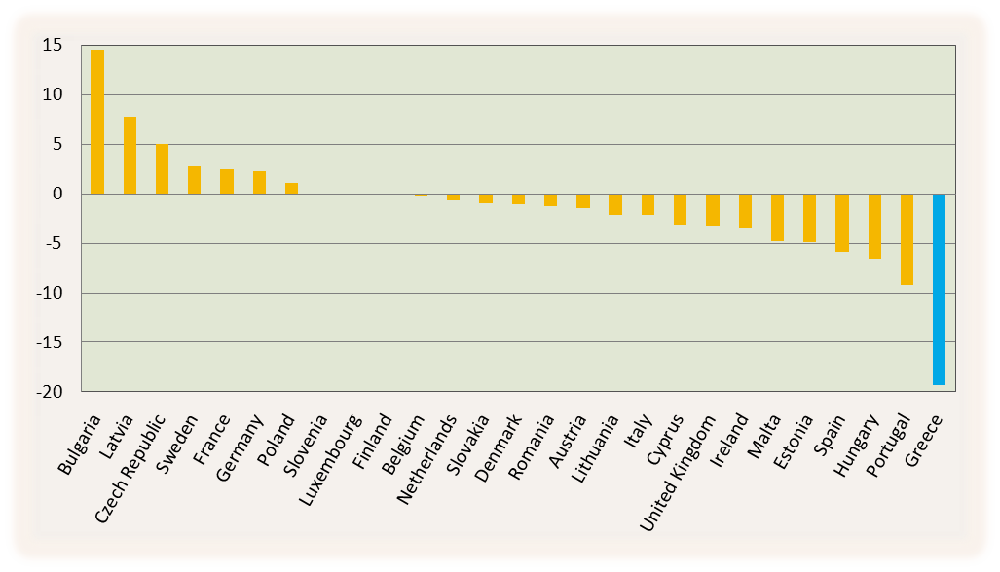 15
10
5
0
-5
-10
-15
-20
Bulgaria
Latvia
Czech Republic
Sweden
France
Germany
Poland
Slovenia
Luxembourg
Finland
Belgium
Netherlands
Slovakia
Denmark
Romania
Austria
Lithuania
Italy
Cyprus
United Kingdom
Ireland
Malta
Estonia
Spain
Hungary
Portugal
Greece